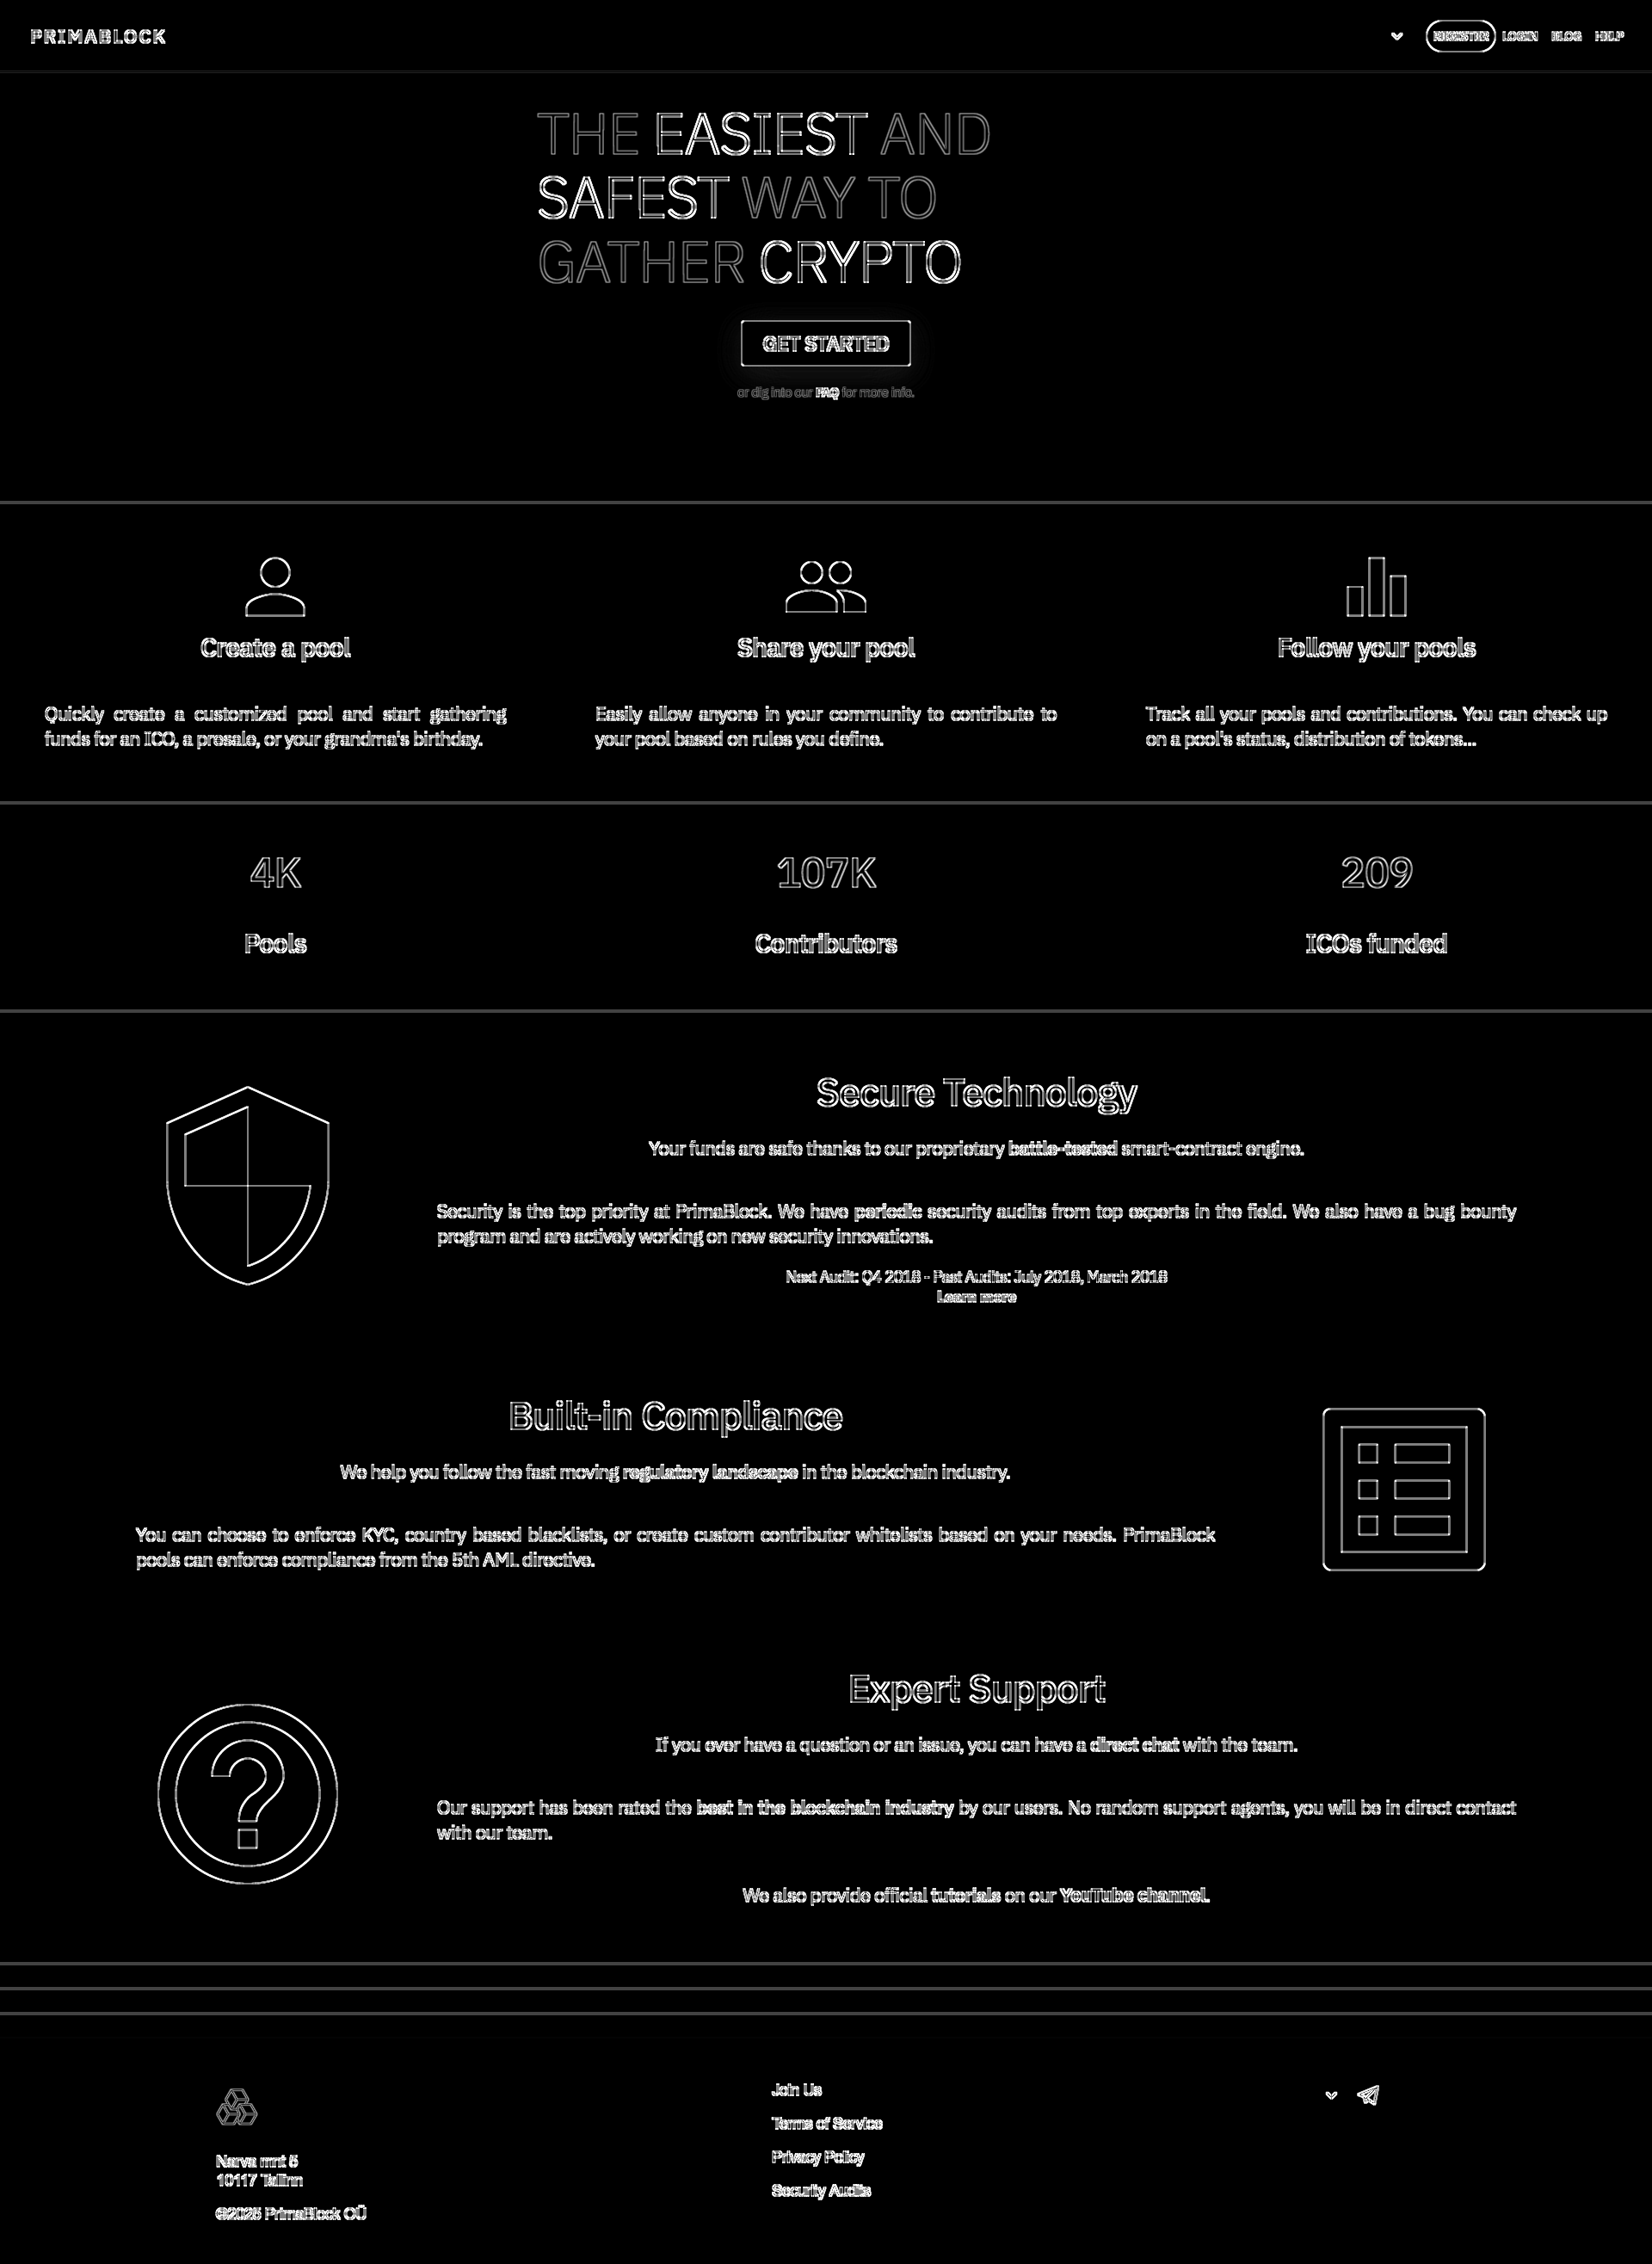 PRIMABLOCK
REGISTER LOGIN BLOG HELP
THE EASIEST AND
SAFEST WAY TO
GATHER CRYPTO
GET STARTED
or dig into our FAQ for more info.
Create a pool
Quickly create a customized pool and start gathering
funds for an ICO, a presale, or your grandma's birthday.
Share your pool
Easily allow anyone in your community to contribute to
your pool based on rules you define.
Follow your pools
Track all your pools and contributions. You can check up
on a pool's status, distribution of tokens...
4K
Pools
107K
Contributors
209
ICOs funded
Secure Technology
Your funds are safe thanks to our proprietary battle-tested smart-contract engine.
Security is the top priority at PrimaBlock. We have periodic security audits from top experts in the field. We also have a bug bounty
program and are actively working on new security innovations.
Next Audit: Q4 2018 - Past Audits: July 2018, March 2018
Learn more
Built-in Compliance
We help you follow the fast moving regulatory landscape in the blockchain industry.
You can choose to enforce KYC, country based blacklists, or create custom contributor whitelists based on your needs. PrimaBlock
pools can enforce compliance from the 5th AML directive.
Expert Support
If you ever have a question or an issue, you can have a direct chat with the team.
Our support has been rated the best in the blockchain industry by our users. No random support agents, you will be in direct contact
with our team.
We also provide official tutorials on our YouTube channel.
Narva mnt 5
10117 Tallinn
©2025 PrimaBlock OÜ
Join Us
Terms of Service
Privacy Policy
Security Audits